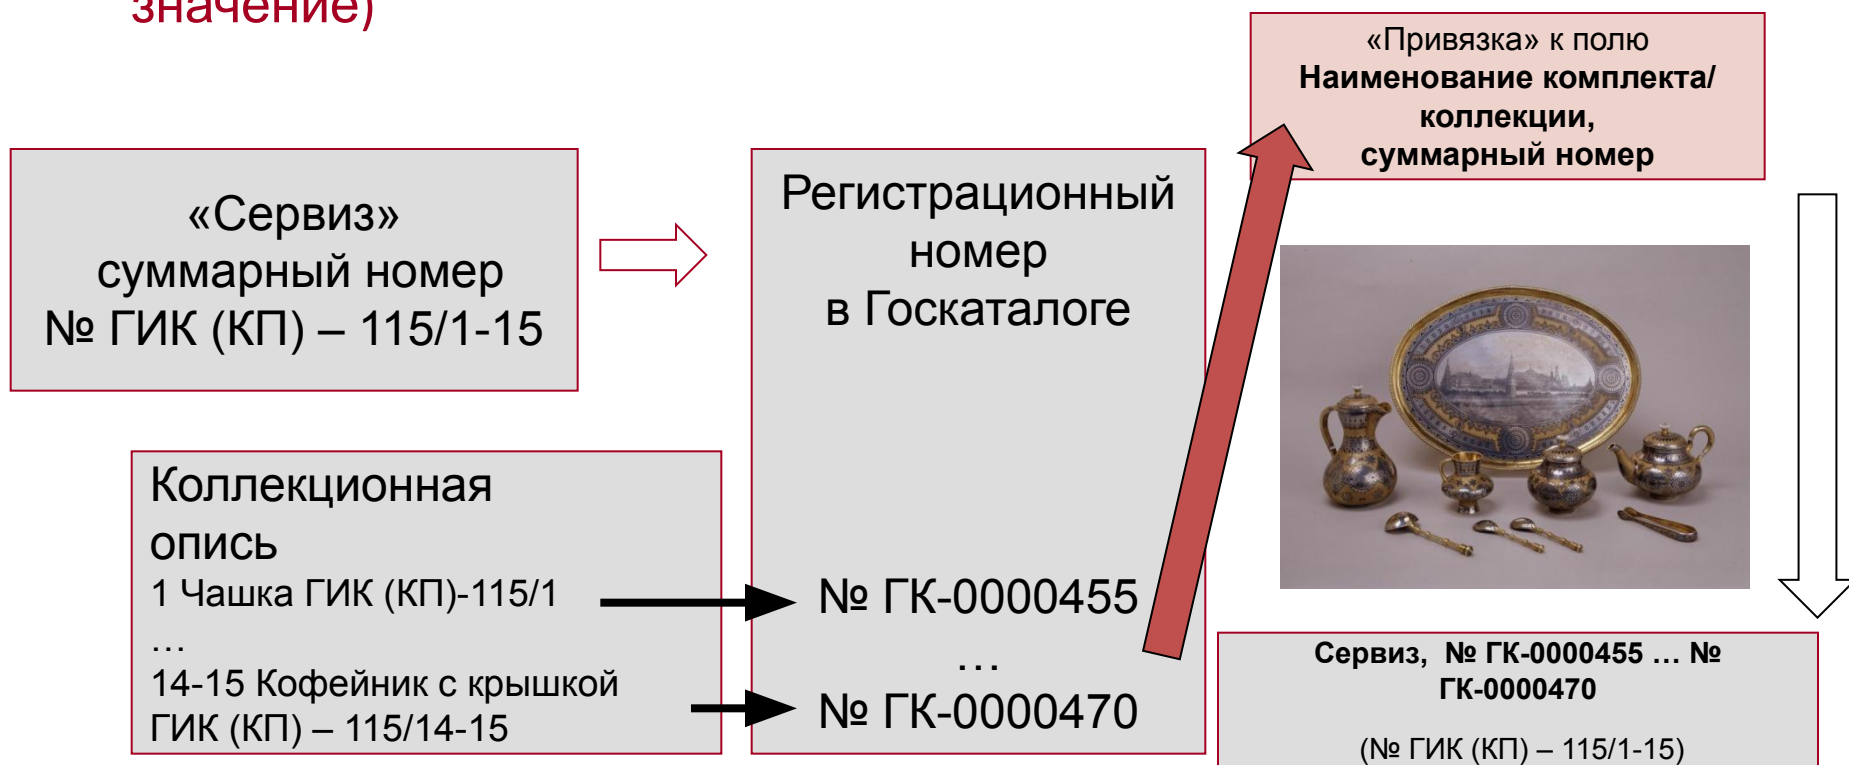 значение)
«Привязка» к полю
Наименование комплекта/
коллекции,
суммарный номер
«Сервиз»
суммарный номер
№ ГИК (КП) – 115/1-15
Регистрационный
номер
в Госкаталоге
Коллекционная
опись
1 Чашка ГИК (КП)-115/1
…
14-15 Кофейник с крышкой
ГИК (КП) – 115/14-15
№ ГК-0000455
…
№ ГК-0000470
Сервиз, № ГК-0000455 … №
ГК-0000470
(№ ГИК (КП) – 115/1-15)